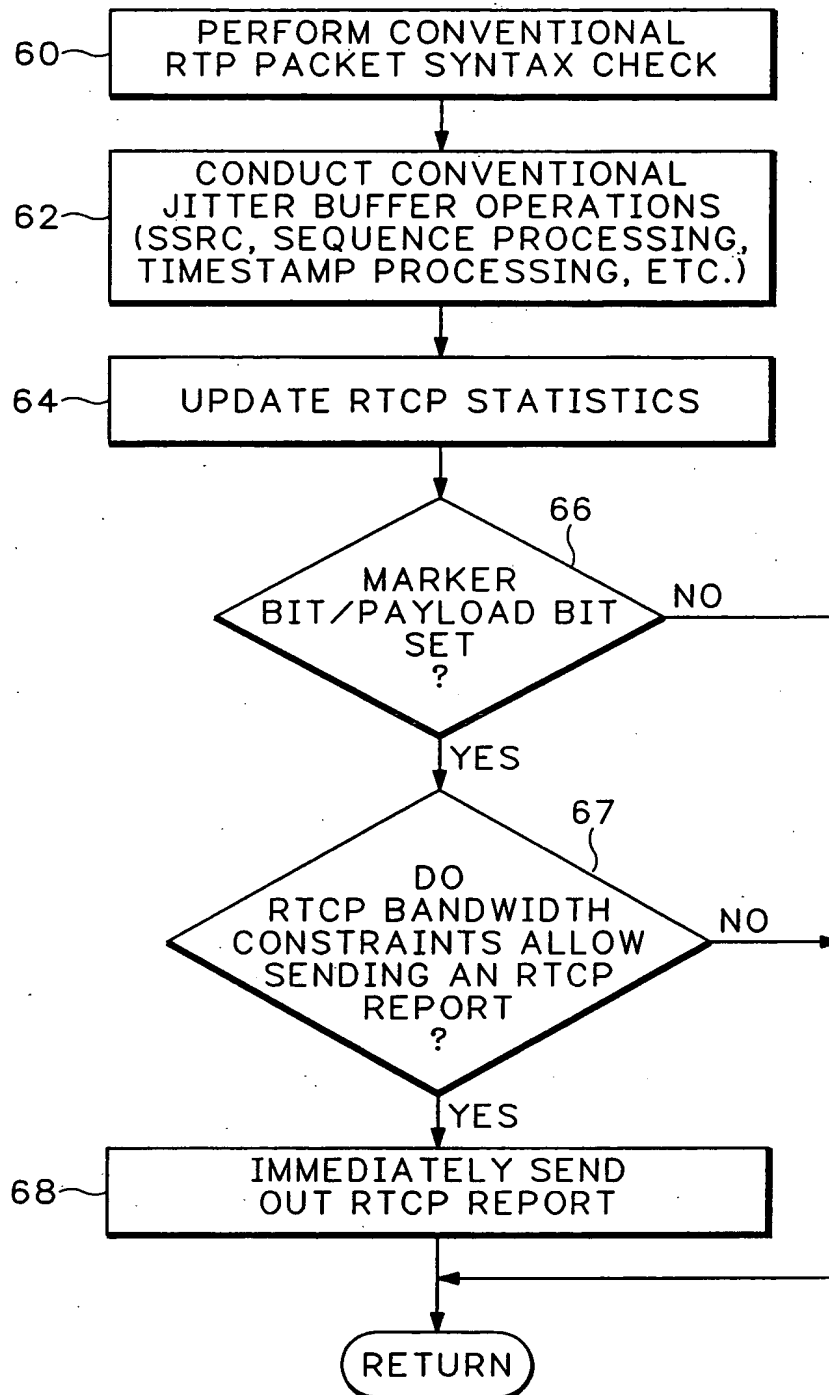 60
PERFORM CONVENTIONAL
RTP PACKET SYNTAX CHECK
62
CONDUCT CONVENTIONAL
JITTER BUFFER OPERATIONS
(SSRC, SEQUENCE PROCESSING,
TIMESTAMP PROCESSING, ETC.)
64
UPDATE RTCP STATISTICS
66
MARKER
BIT/PAYLOAD BIT
SET
?
NO
YES
67
DO
RTCP BANDWIDTH
CONSTRAINTS ALLOW
SENDING AN RTCP
REPORT
?
NO
YES
68
IMMEDIATELY SEND
OUT RTCP REPORT
RETURN